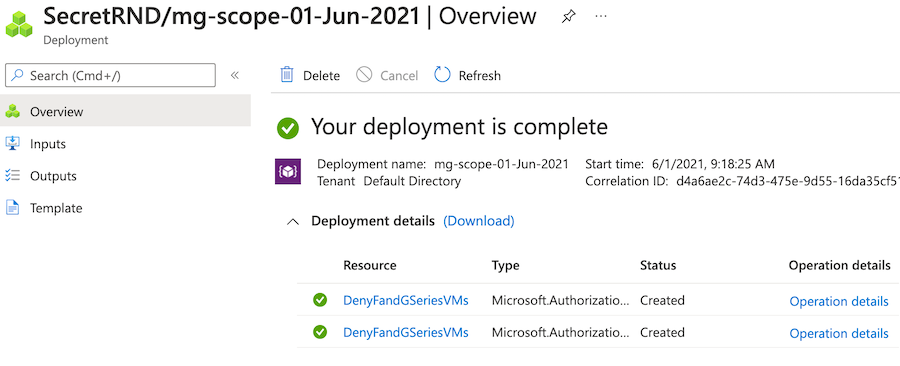 SecretRND/mg-scope-01-Jun-2021 | Overview
Deployment
Search (Cmd+/)
Delete Cancel Refresh
Overview
Inputs
Outputs
Template
Your deployment is complete
Deployment name: mg-scope-01-Jun-2021 Start time: 6/1/2021, 9:18:25 AM
Tenant Default Directory Correlation ID: d4a6ae2c-74d3-475e-9d55-16da35cf51
Deployment details (Download)
Resource Type Status Operation details
DenyFandGSeriesVMs Microsoft.Authorizatio... Created Operation details
DenyFandGSeriesVMs Microsoft.Authorizatio... Created Operation details